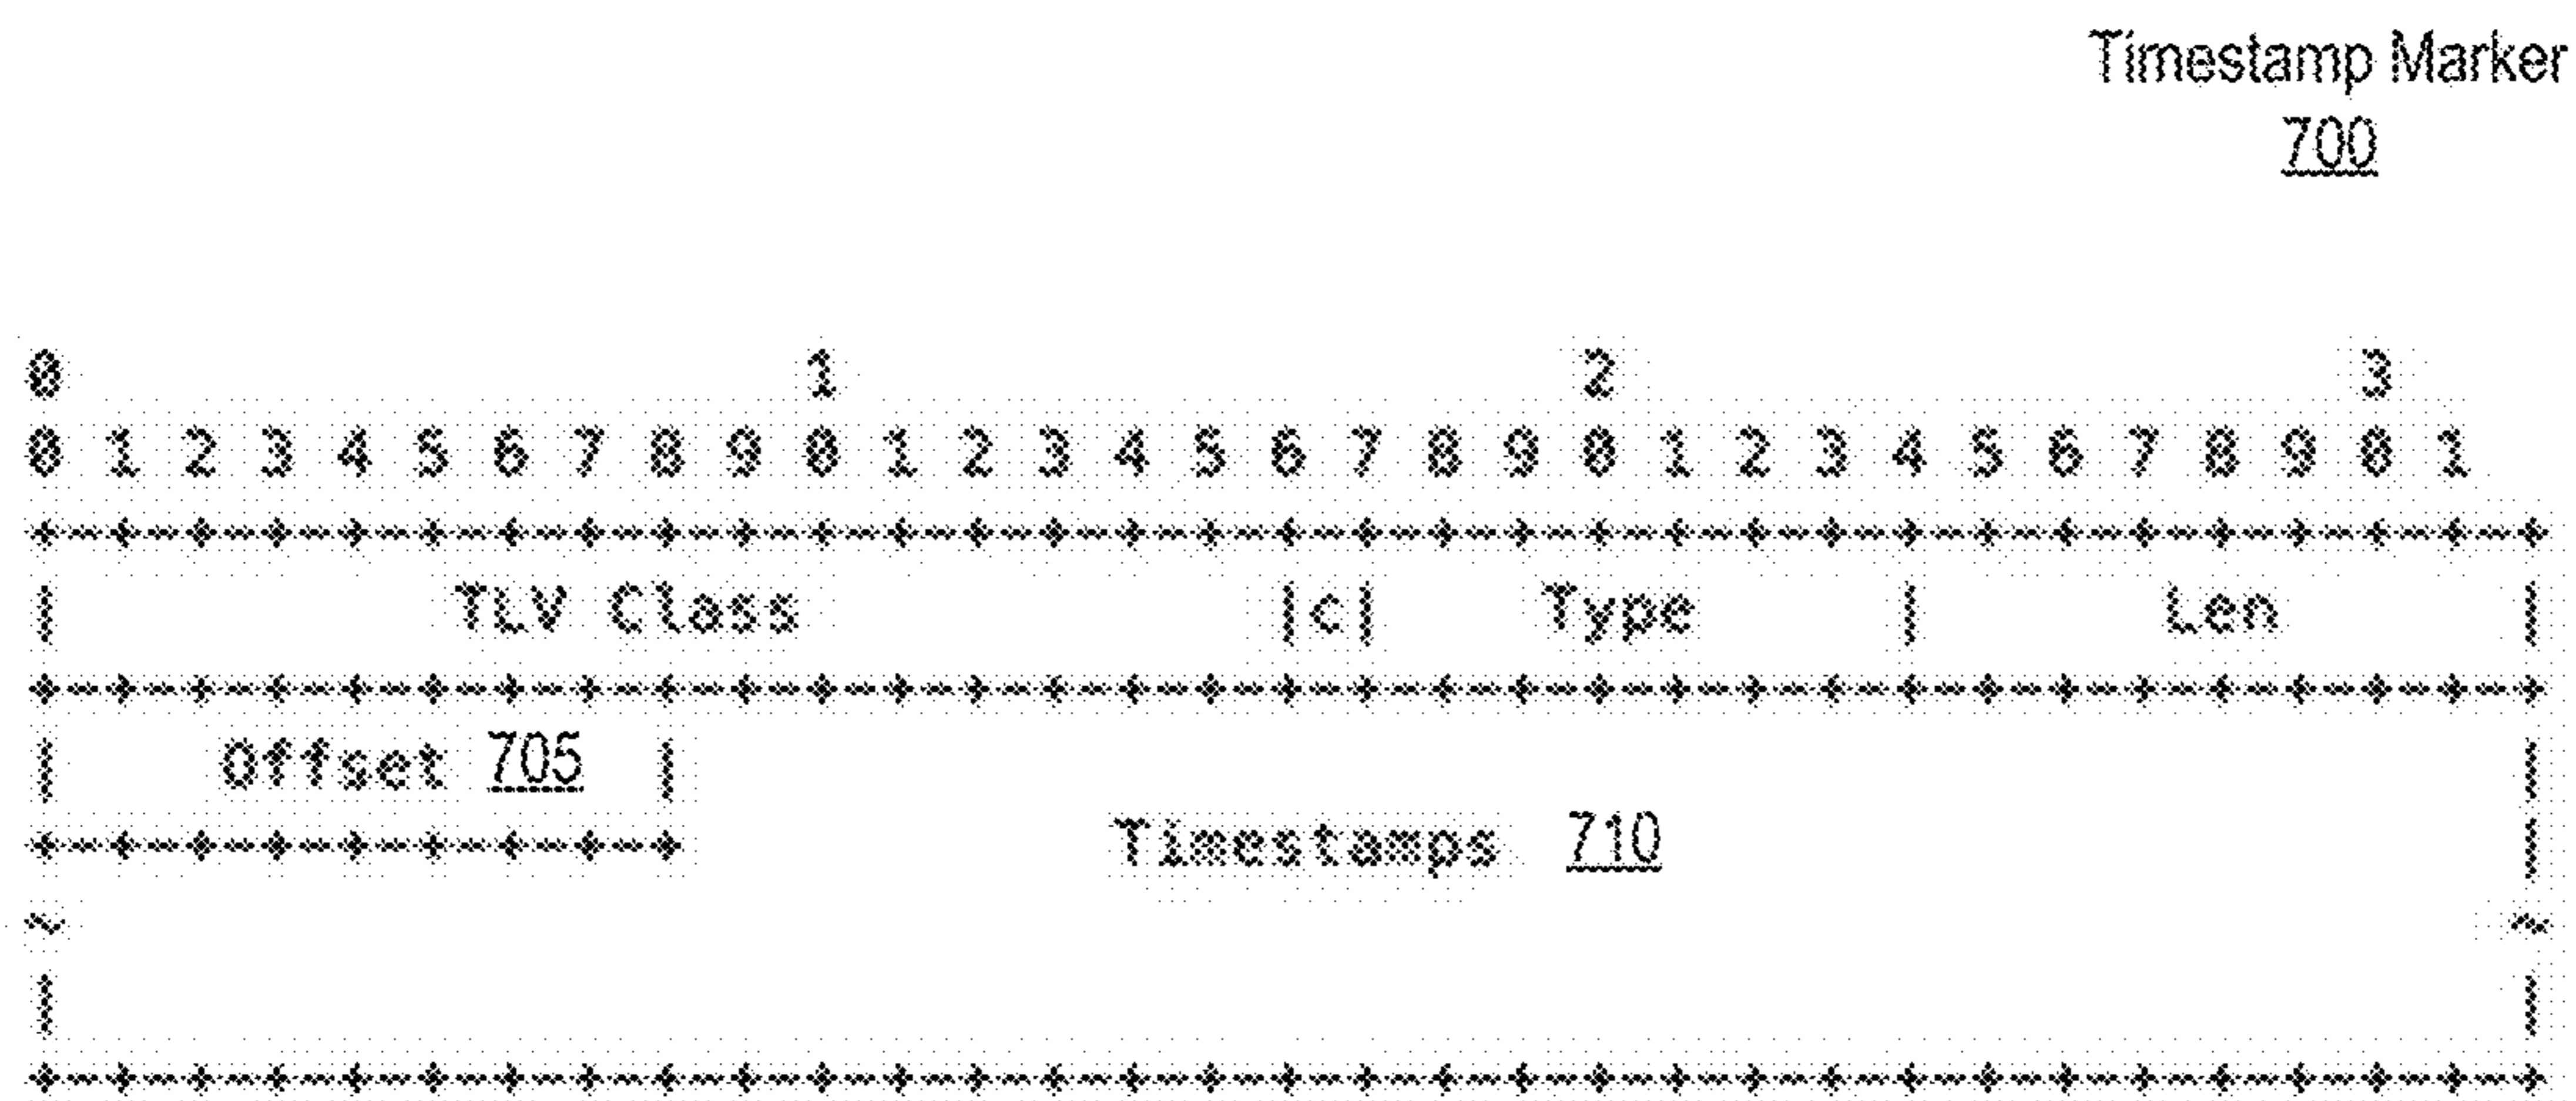 Timestamp Marker
700
0                   1                   2                   3
0 1 2 3 4 5 6 7 8 9 0 1 2 3 4 5 6 7 8 9 0 1 2 3 4 5 6 7 8 9 0 1
+-+-+-+-+-+-+-+-+-+-+-+-+-+-+-+-+-+-+-+-+-+-+-+-+-+-+-+-+-+-+-+-+
|          TLV Class            |c|    Type     |      Len      |
+-+-+-+-+-+-+-+-+-+-+-+-+-+-+-+-+-+-+-+-+-+-+-+-+-+-+-+-+-+-+-+-+
|    Offset 705 |                                               |
+-+-+-+-+-+-+-+-+           Timestamps 710                      |
~                                                               ~
|                                                               |
+-+-+-+-+-+-+-+-+-+-+-+-+-+-+-+-+-+-+-+-+-+-+-+-+-+-+-+-+-+-+-+-+